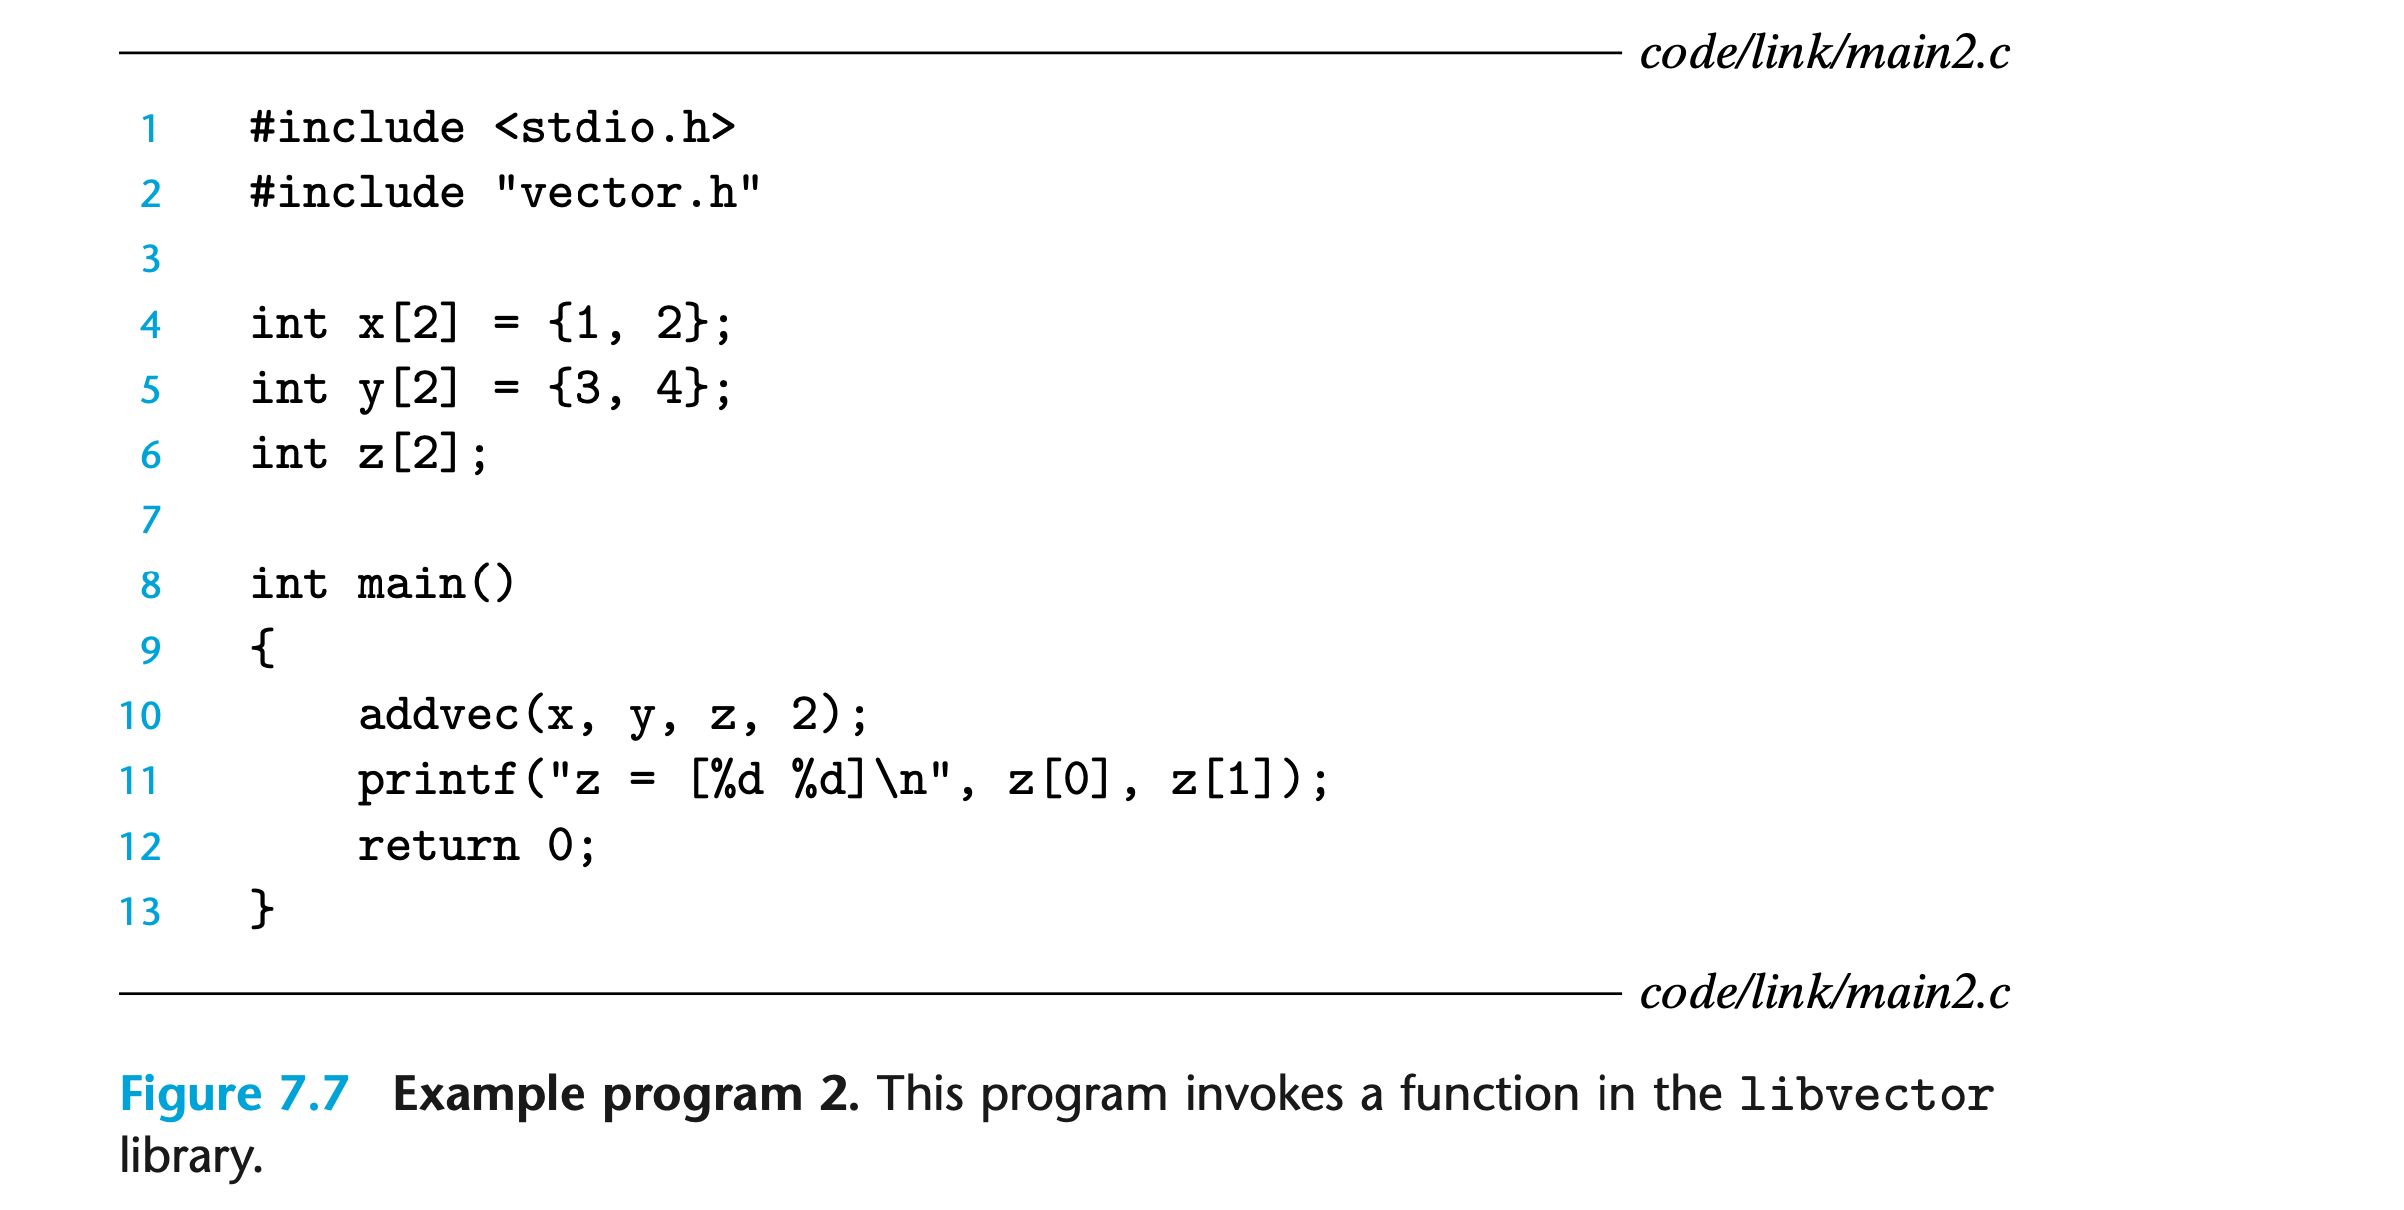 code/link/main2.c
1 #include <stdio.h>
2 #include "vector.h"
3
4 int x[2] = {1, 2};
5 int y[2] = {3, 4};
6 int z[2];
7
8 int main()
9 {
10     addvec(x, y, z, 2);
11     printf("z = [%d %d]\n", z[0], z[1]);
12     return 0;
13 }
code/link/main2.c
Figure 7.7 Example program 2. This program invokes a function in the libvector
library.